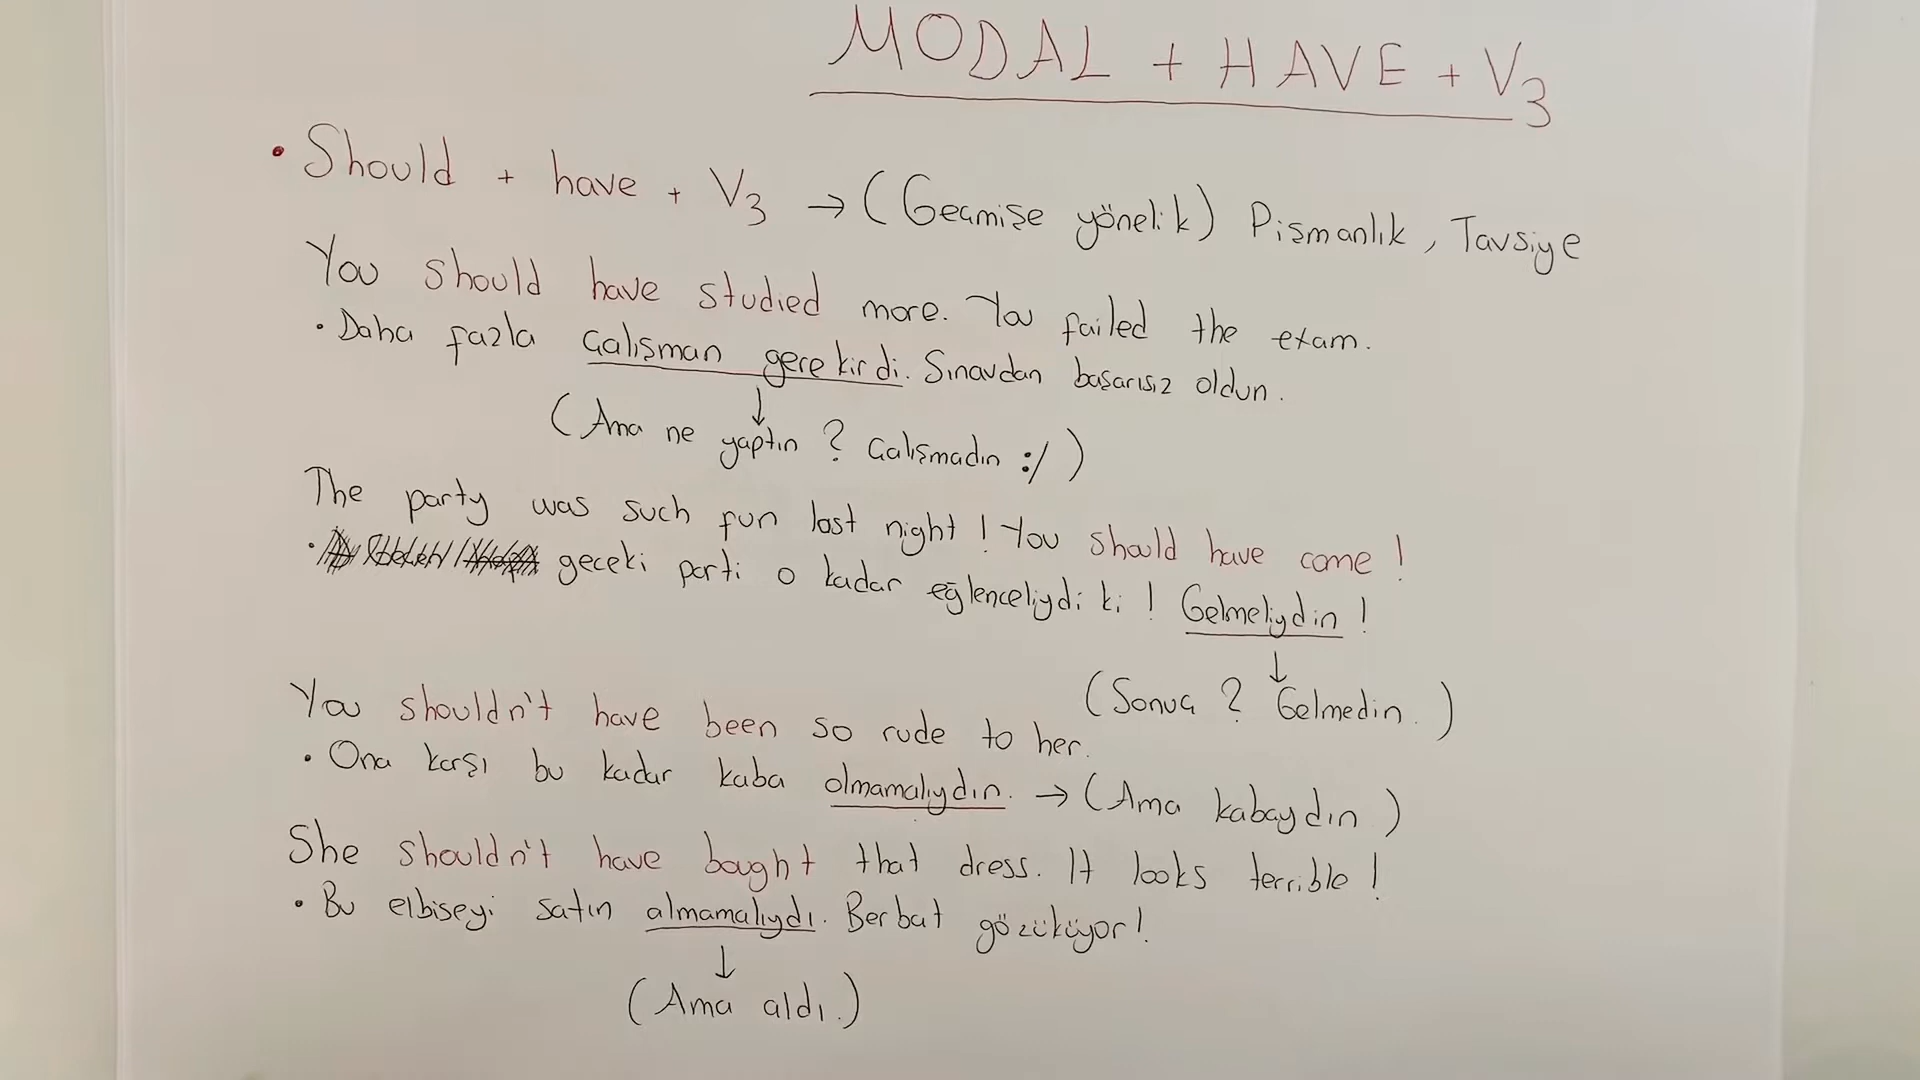 MODAL + HAVE + V3
• Should + have + V3 → (Geçmişe yönelik) Pişmanlık, Tavsiye
You should have studied more. You failed the exam.
• Daha fazla çalışman gerekirdi. Sınavdan başarısız oldun.
↓
(Ama ne yaptın? Çalışmadın :/ )
The party was such fun last night! You should have come!
• geceki parti o kadar eğlenceliydi ki! Gelmeliydin!
↓
(Sonuç? Gelmedin.)
You shouldn't have been so rude to her.
• Ona karşı bu kadar kaba olmamalıydın. → (Ama kabaydın)
She shouldn't have bought that dress. It looks terrible!
• Bu elbiseyi satın almamalıydı. Berbat gözüküyor!
↓
(Ama aldı.)